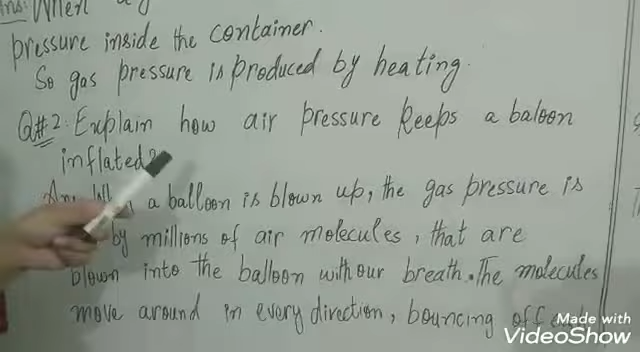 Ans: When
pressure inside the container.
So gas pressure is produced by heating.
Q#2: Explain how air pressure keeps a baloon
inflated?
a balloon is blown up, the gas pressure is
by millions of air molecules, that are
blown into the balloon with our breath. The molecules
move around in every direction, bouncing off
Made with
VideoShow